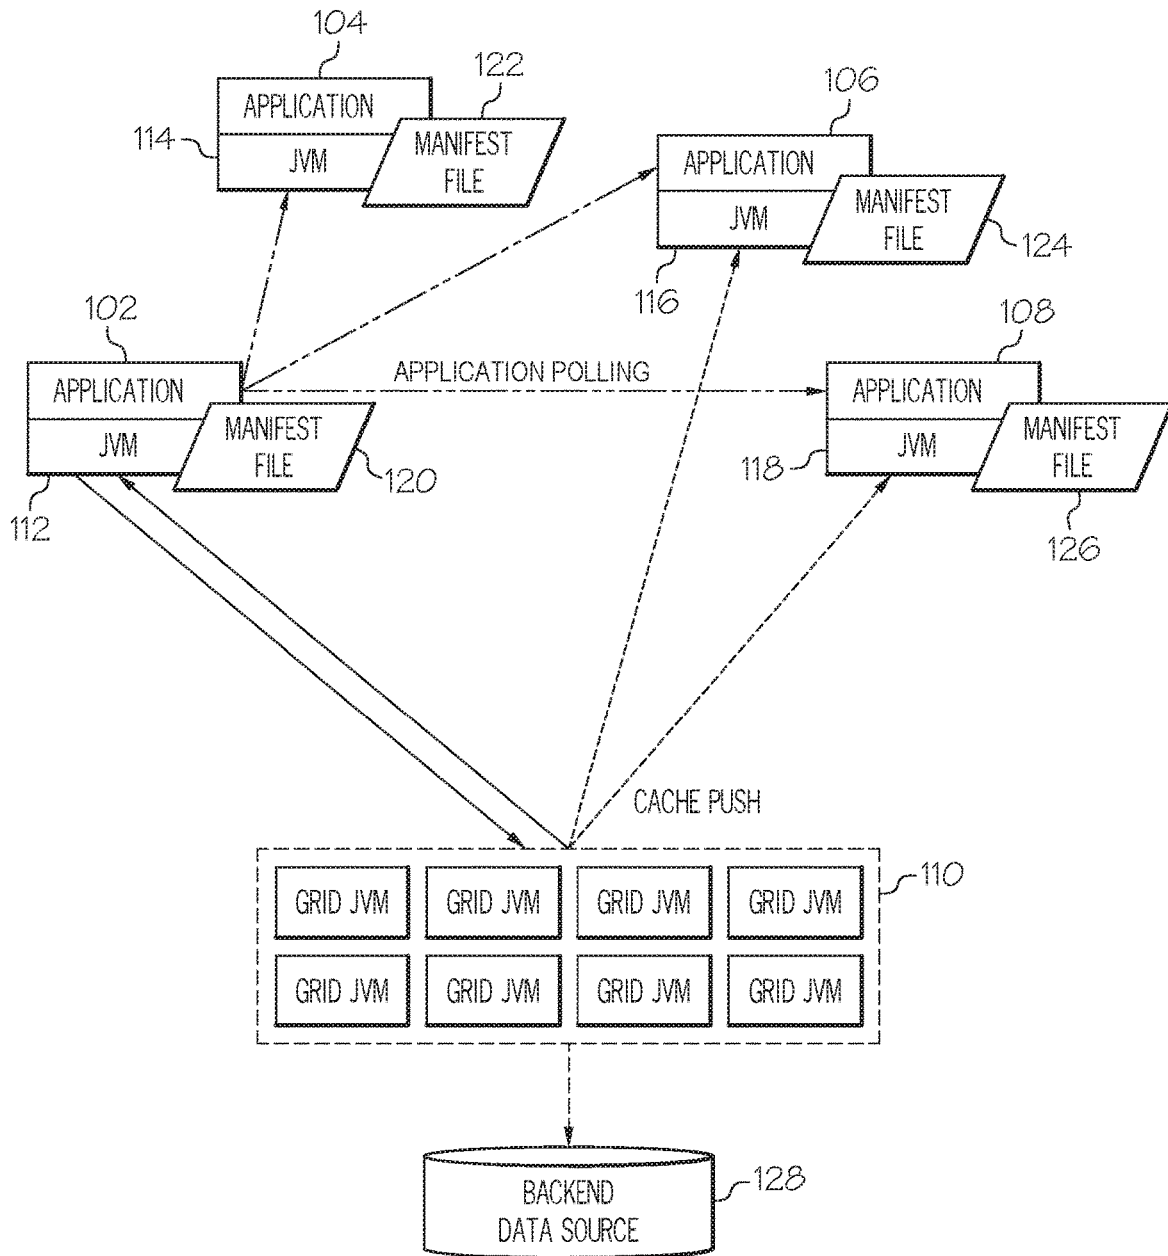 104
122
APPLICATION
106
114
MANIFEST
FILE
JVM
APPLICATION
MANIFEST
FILE
JVM
124
116
102
108
APPLICATION
APPLICATION POLLING
APPLICATION
MANIFEST
FILE
JVM
MANIFEST
FILE
JVM
120
118
112
126
CACHE PUSH
110
GRID JVM GRID JVM GRID JVM GRID JVM
GRID JVM GRID JVM GRID JVM GRID JVM
BACKEND
DATA SOURCE
128